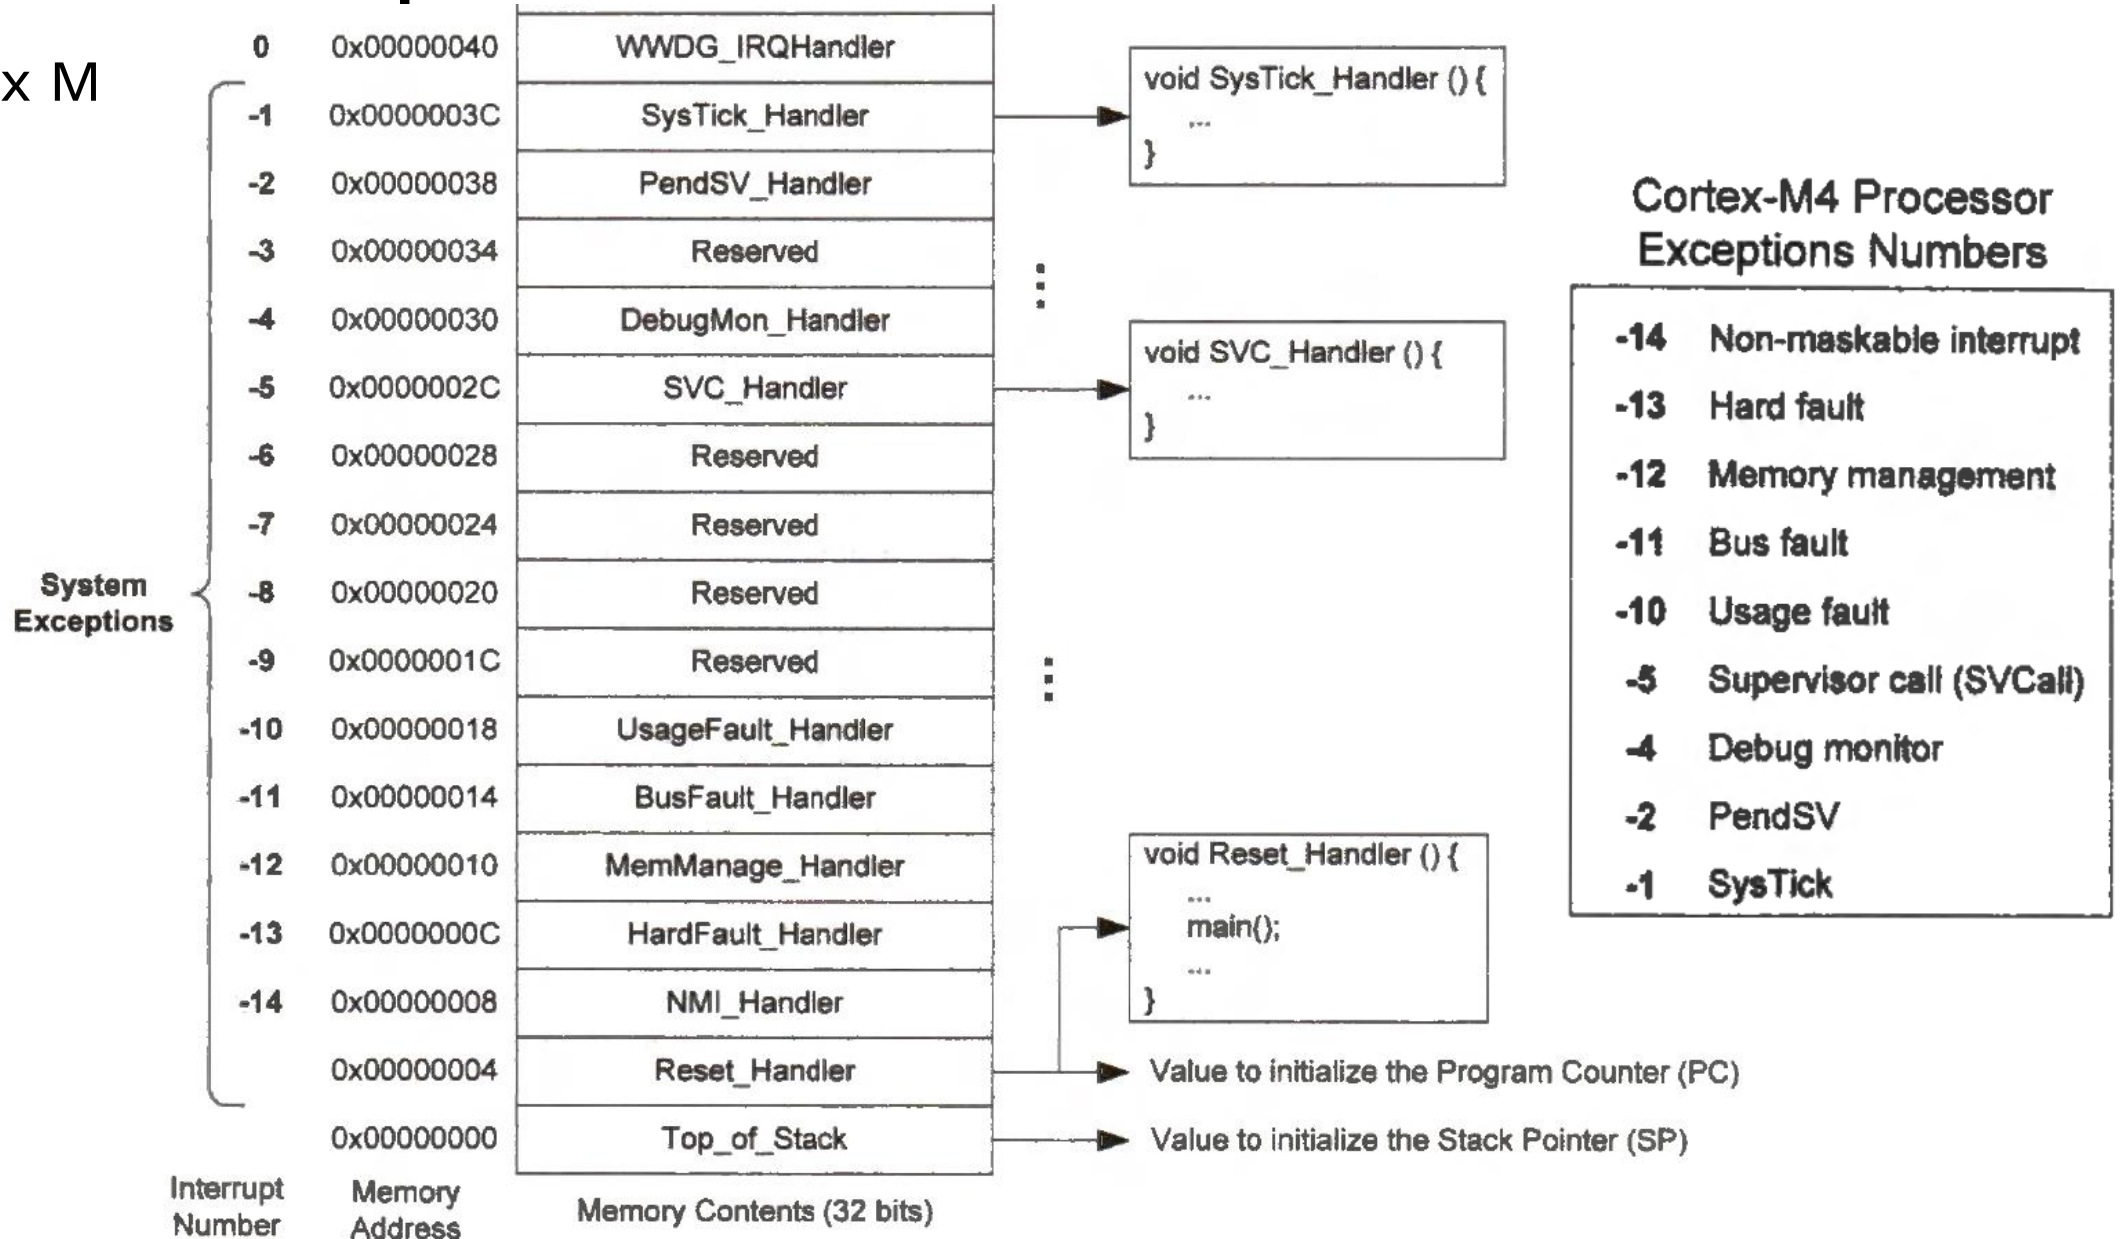 x M
0 0x00000040 WWDG_IRQHandler
-1 0x0000003C SysTick_Handler
-2 0x00000038 PendSV_Handler
-3 0x00000034 Reserved
-4 0x00000030 DebugMon_Handler
-5 0x0000002C SVC_Handler
-6 0x00000028 Reserved
-7 0x00000024 Reserved
-8 0x00000020 Reserved
-9 0x0000001C Reserved
-10 0x00000018 UsageFault_Handler
-11 0x00000014 BusFault_Handler
-12 0x00000010 MemManage_Handler
-13 0x0000000C HardFault_Handler
-14 0x00000008 NMI_Handler
0x00000004 Reset_Handler
0x00000000 Top_of_Stack
System
Exceptions
Interrupt
Number
Memory
Address
Memory Contents (32 bits)
void SysTick_Handler () {
...
}
void SVC_Handler () {
...
}
void Reset_Handler () {
...
main();
...
}
Value to initialize the Program Counter (PC)
Value to initialize the Stack Pointer (SP)
Cortex-M4 Processor
Exceptions Numbers
-14 Non-maskable interrupt
-13 Hard fault
-12 Memory management
-11 Bus fault
-10 Usage fault
-5 Supervisor call (SVCall)
-4 Debug monitor
-2 PendSV
-1 SysTick